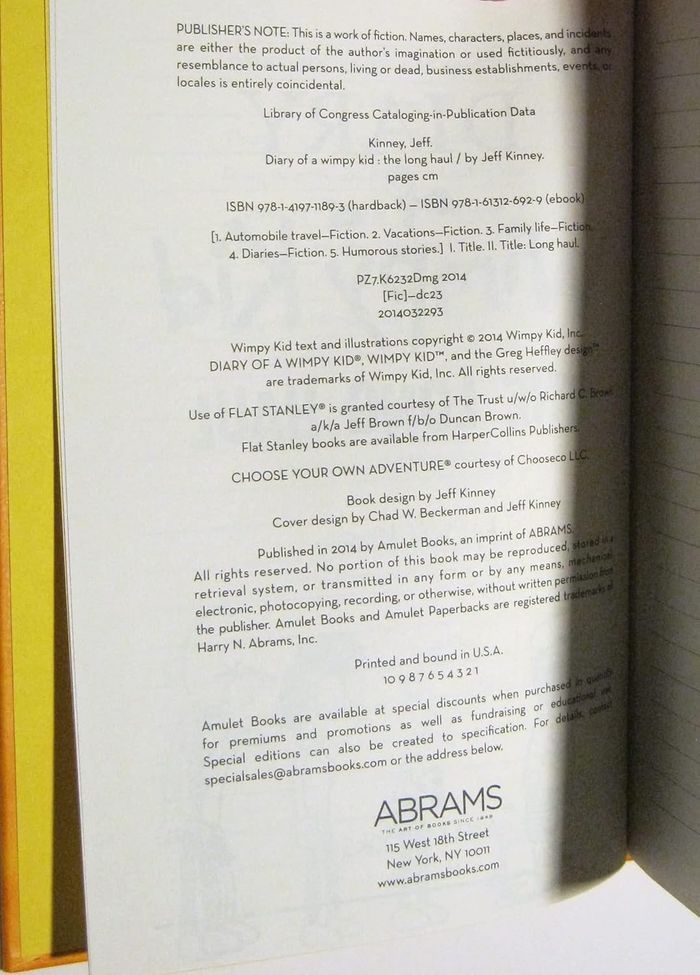 PUBLISHER'S NOTE: This is a work of fiction. Names, characters, places, and incidents
are either the product of the author's imagination or used fictitiously, and any
resemblance to actual persons, living or dead, business establishments, events, or
locales is entirely coincidental.
Library of Congress Cataloging-in-Publication Data
Kinney, Jeff.
Diary of a wimpy kid : the long haul / by Jeff Kinney.
pages cm
ISBN 978-1-4197-1189-3 (hardback) — ISBN 978-1-61312-692-9 (ebook)
[1. Automobile travel—Fiction. 2. Vacations—Fiction. 3. Family life—Fiction.
4. Diaries—Fiction. 5. Humorous stories.] I. Title. II. Title: Long haul.
PZ7.K6232Dmg 2014
[Fic]—dc23
2014032293
Wimpy Kid text and illustrations copyright © 2014 Wimpy Kid, Inc.
DIARY OF A WIMPY KID®, WIMPY KID™, and the Greg Heffley design™
are trademarks of Wimpy Kid, Inc. All rights reserved.
Use of FLAT STANLEY® is granted courtesy of The Trust u/w/o Richard C. Brown
a/k/a Jeff Brown f/b/o Duncan Brown.
Flat Stanley books are available from HarperCollins Publishers.
CHOOSE YOUR OWN ADVENTURE® courtesy of Chooseco LLC.
Book design by Jeff Kinney
Cover design by Chad W. Beckerman and Jeff Kinney
Published in 2014 by Amulet Books, an imprint of ABRAMS.
All rights reserved. No portion of this book may be reproduced, stored in a
retrieval system, or transmitted in any form or by any means, mechanical,
electronic, photocopying, recording, or otherwise, without written permission from
the publisher. Amulet Books and Amulet Paperbacks are registered trademarks of
Harry N. Abrams, Inc.
Printed and bound in U.S.A.
10 9 8 7 6 5 4 3 2 1
Amulet Books are available at special discounts when purchased in quantity
for premiums and promotions as well as fundraising or educational use.
Special editions can also be created to specification. For details, contact
specialsales@abramsbooks.com or the address below.
ABRAMS
THE ART OF BOOKS SINCE 1949
115 West 18th Street
New York, NY 10011
www.abramsbooks.com